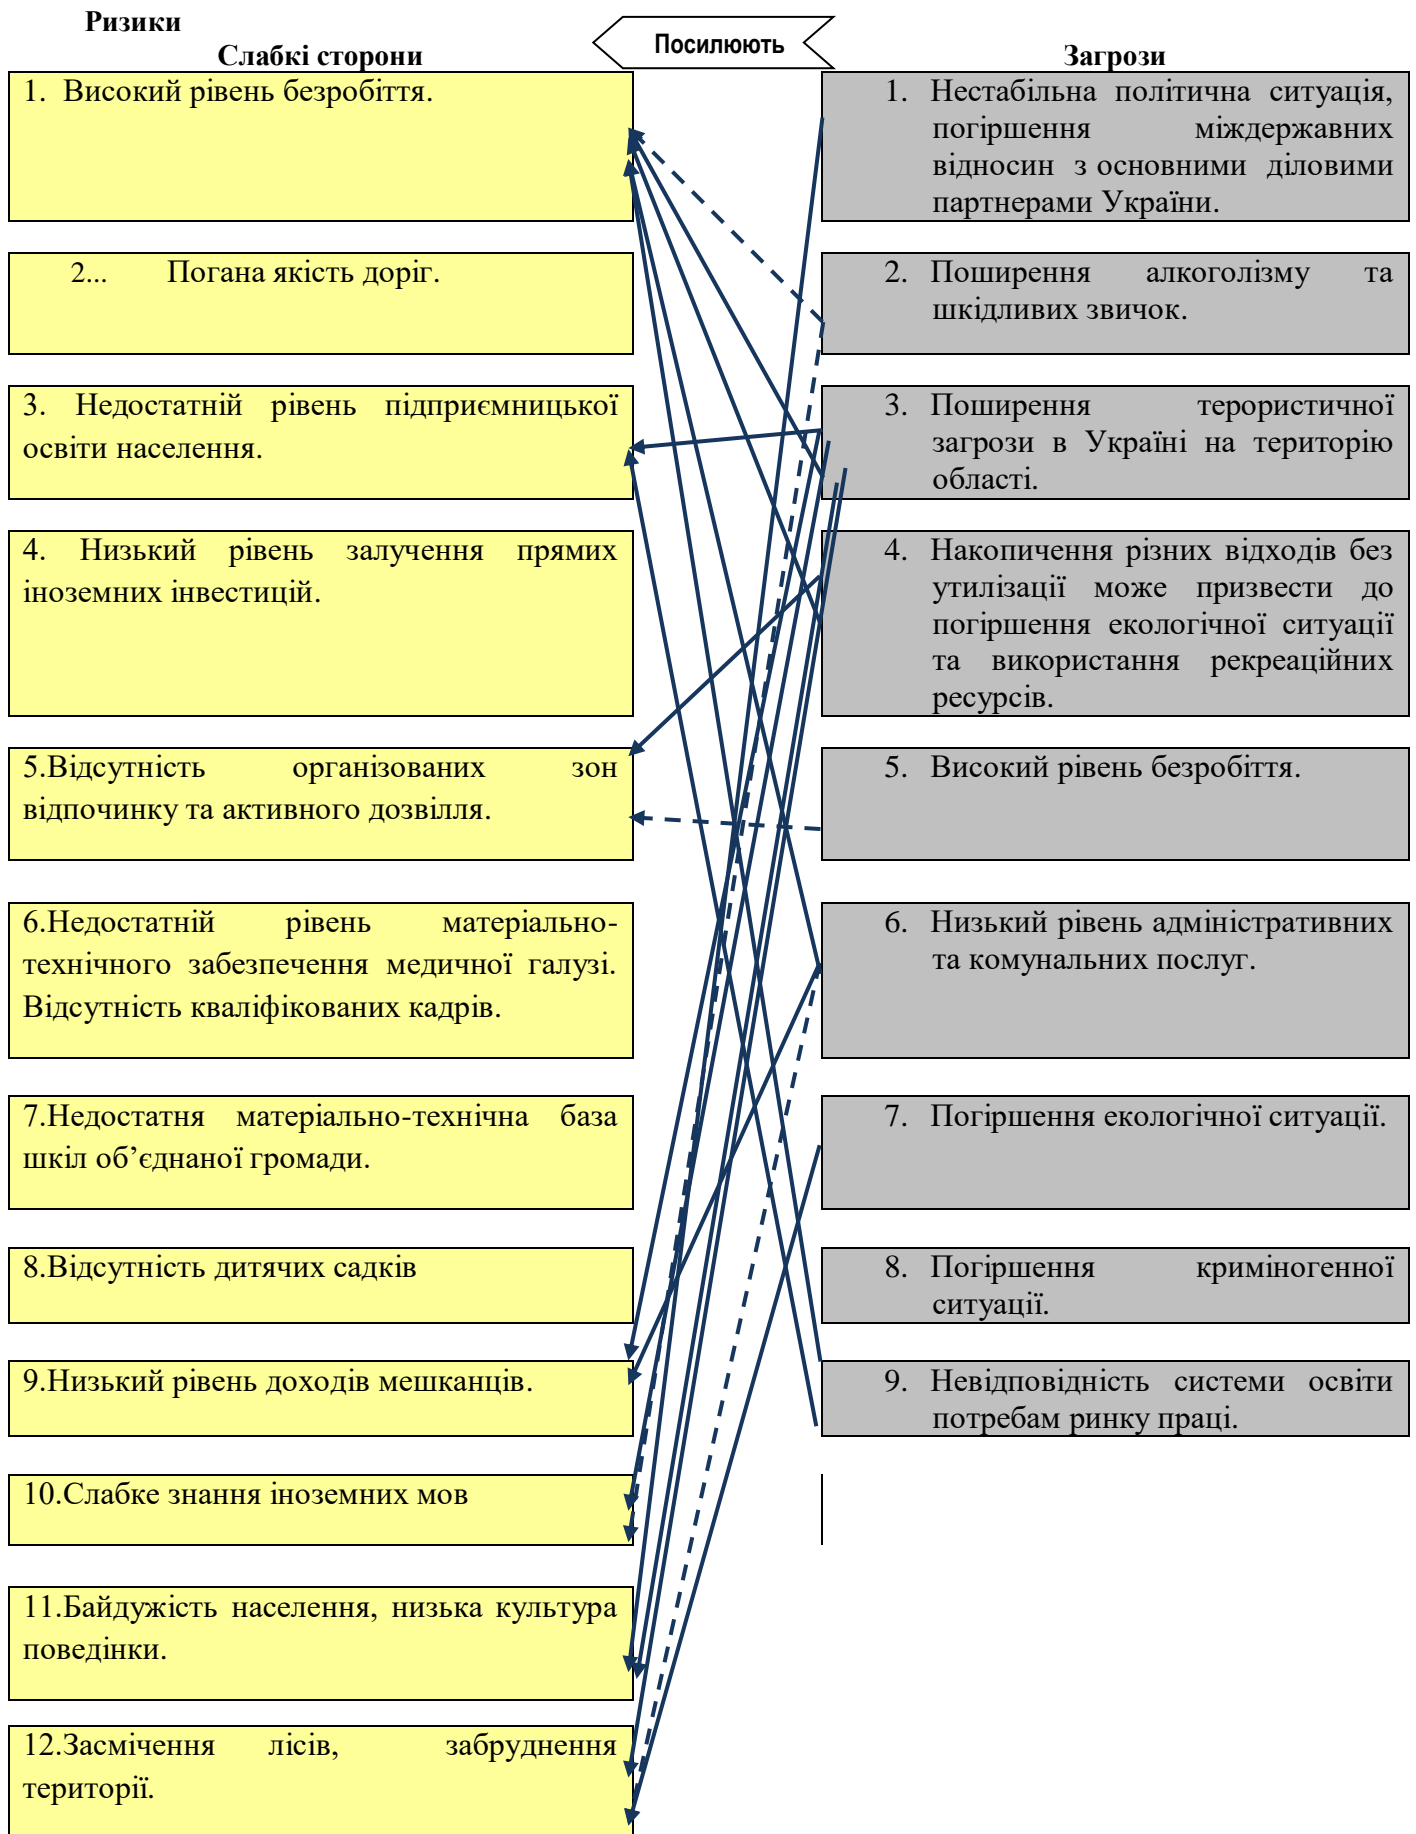 Ризики
Слабкі сторони
Посилюють
Загрози
1. Високий рівень безробіття.
2... Погана якість доріг.
3. Недостатній рівень підприємницької
освіти населення.
4. Низький рівень залучення прямих
іноземних інвестицій.
5.Відсутність організованих зон
відпочинку та активного дозвілля.
6.Недостатній рівень матеріально-
технічного забезпечення медичної галузі.
Відсутність кваліфікованих кадрів.
7.Недостатня матеріально-технічна база
шкіл об’єднаної громади.
8.Відсутність дитячих садків
9.Низький рівень доходів мешканців.
10.Слабке знання іноземних мов
11.Байдужість населення, низька культура
поведінки.
12.Засмічення лісів, забруднення
території.
1. Нестабільна політична ситуація,
погіршення міждержавних
відносин з основними діловими
партнерами України.
2. Поширення алкоголізму та
шкідливих звичок.
3. Поширення терористичної
загрози в Україні на територію
області.
4. Накопичення різних відходів без
утилізації може призвести до
погіршення екологічної ситуації
та використання рекреаційних
ресурсів.
5. Високий рівень безробіття.
6. Низький рівень адміністративних
та комунальних послуг.
7. Погіршення екологічної ситуації.
8. Погіршення криміногенної
ситуації.
9. Невідповідність системи освіти
потребам ринку праці.